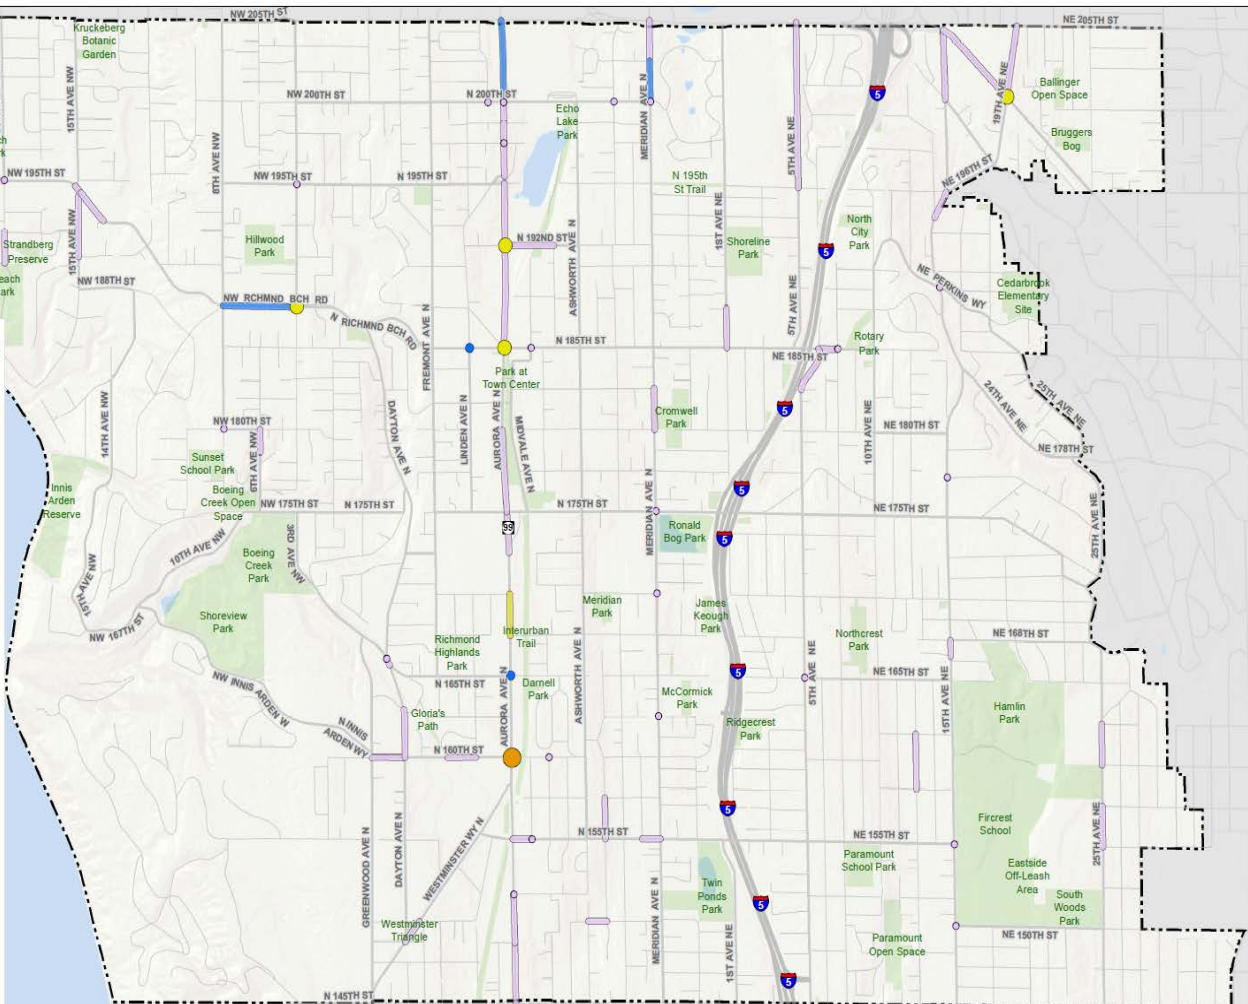 NW 205TH ST
NE 205TH ST
Kruckeberg
Botanic
Garden
15TH AVE NW
NW 200TH ST
N 200TH ST
Echo
Lake
Park
MERIDIAN AVE N
5
19TH AVE NE
Ballinger
Open Space
Bruggers
Bog
8TH AVE NW
5TH AVE NE
NW 195TH ST
NW 195TH ST
N 195TH ST
N 195th
St Trail
NE 196TH ST
15TH AVE NW
Strandberg
Preserve
Hillwood
Park
N 192ND ST
ASHWORTH AVE N
1ST AVE NE
Shoreline
Park
North
City
Park
5
NW 188TH ST
NE PERKINS WY
Cedarbrook
Elementary
Site
NW RCHMND BCH RD
N RICHMND BCH RD
FREMONT AVE N
5TH AVE NE
N 185TH ST
NE 185TH ST
Rotary
Park
Park at
Town Center
14TH AVE NW
DAYTON AVE N
LINDEN AVE N
AURORA AVE N
MIDVALE AVE N
Cromwell
Park
5
10TH AVE NE
24TH AVE NE
25TH AVE NE
NW 180TH ST
NE 180TH ST
6TH AVE NW
NE 178TH ST
Sunset
School Park
Innis
Arden
Reserve
Boeing
Creek Open
Space
NW 175TH ST
N 175TH ST
N 175TH ST
NE 175TH ST
MERIDIAN AVE N
5
Ronald
Bog Park
5
99
25TH AVE NE
10TH AVE NW
3RD AVE NW
Boeing
Creek
Park
15TH AVE NW
Shoreview
Park
NW 167TH ST
Meridian
Park
James
Keough
Park
Interurban
Trail
Richmond
Highlands
Park
Northcrest
Park
NE 168TH ST
N 165TH ST
NE 165TH ST
5
Darnell
Park
McCormick
Park
NW INNIS ARDEN W
N INNIS
ARDEN WY
Gloria's
Path
AURORA AVE N
ASHWORTH AVE N
5TH AVE NE
15TH AVE NE
Ridgecrest
Park
Hamlin
Park
N 160TH ST
5
N 155TH ST
NE 155TH ST
Fircrest
School
25TH AVE NE
GREENWOOD AVE N
DAYTON AVE N
WESTMINSTER WY N
Paramount
School Park
Eastside
Off-Leash
Area
Twin
Ponds
Park
5
South
Woods
Park
Westminster
Triangle
MERIDIAN AVE N
1ST AVE NE
Paramount
Open Space
NE 150TH ST
5
N 145TH ST